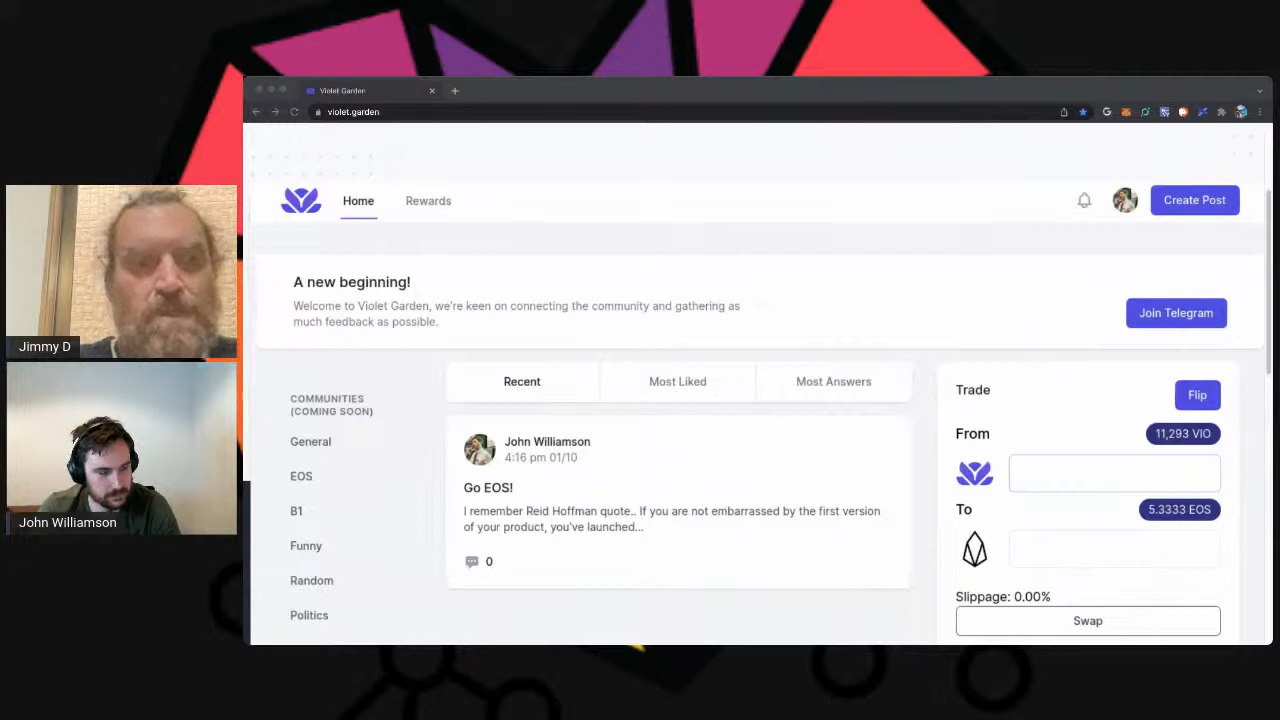 Violet Garden
violet.garden
Home
Rewards
Create Post
A new beginning!
Welcome to Violet Garden, we're keen on connecting the community and gathering as
much feedback as possible.
Join Telegram
COMMUNITIES
(COMING SOON)
General
EOS
B1
Funny
Random
Politics
Recent
Most Liked
Most Answers
John Williamson
4:16 pm 01/10
Go EOS!
I remember Reid Hoffman quote.. If you are not embarrassed by the first version
of your product, you've launched...
0
Trade
Flip
From
11,293 VIO
To
5.3333 EOS
Slippage: 0.00%
Swap
Jimmy D
John Williamson